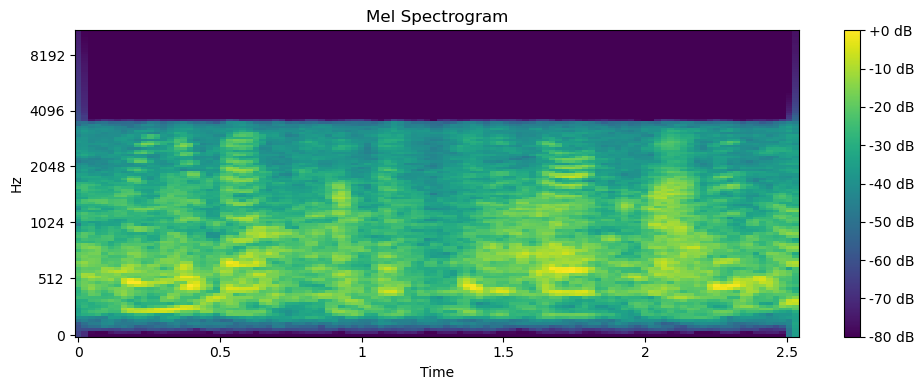 Mel Spectrogram
Hz
8192
4096
2048
1024
512
0
0 0.5 1 1.5 2 2.5
Time
+0 dB
-10 dB
-20 dB
-30 dB
-40 dB
-50 dB
-60 dB
-70 dB
-80 dB